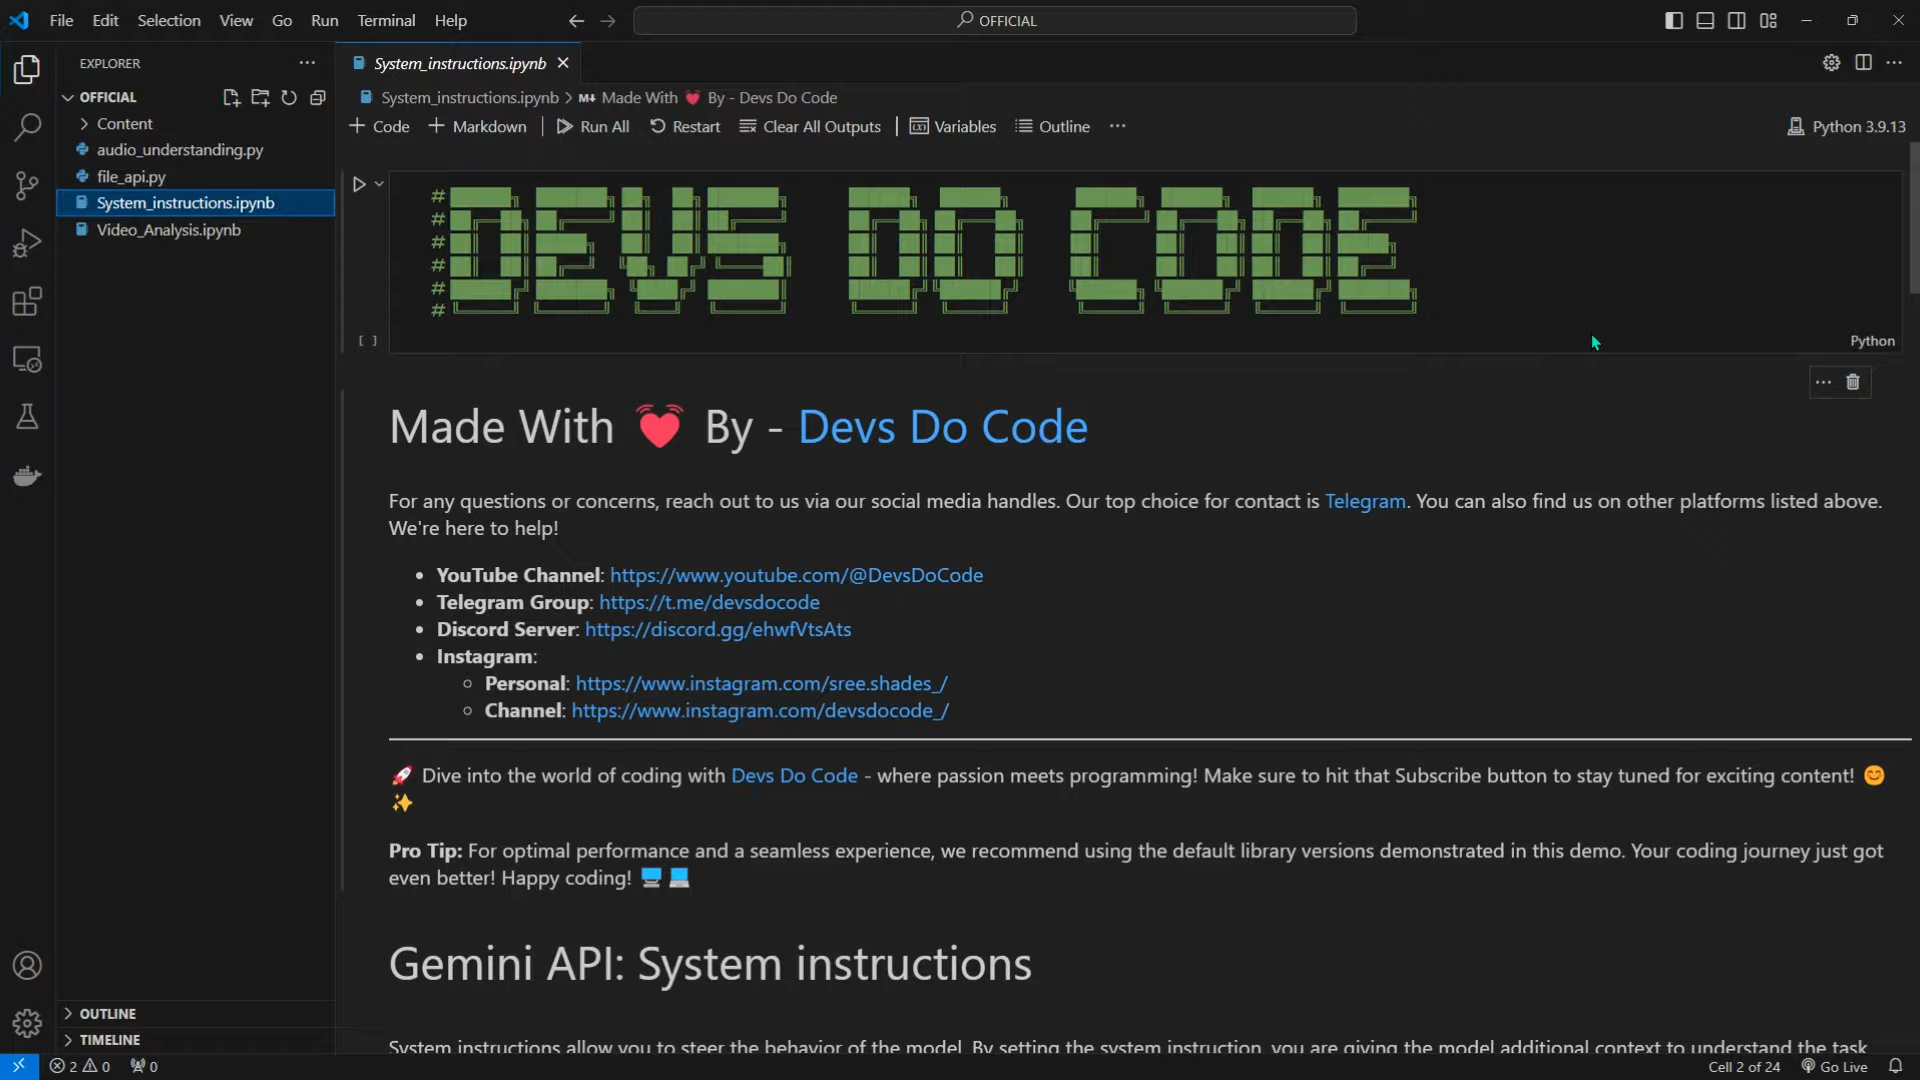 File Edit Selection View Go Run Terminal Help
OFFICIAL
EXPLORER
OFFICIAL
Content
audio_understanding.py
file_api.py
System_instructions.ipynb
Video_Analysis.ipynb
OUTLINE
TIMELINE
System_instructions.ipynb
System_instructions.ipynb > M↓ Made With 💓 By - Devs Do Code
+ Code + Markdown Run All Restart Clear All Outputs Variables Outline ...
Python 3.9.13
# DEVS DO CODE
#
#
#
#
#
[ ]
Python
Made With 💓 By - Devs Do Code
For any questions or concerns, reach out to us via our social media handles. Our top choice for contact is Telegram. You can also find us on other platforms listed above.
We're here to help!
• YouTube Channel: https://www.youtube.com/@DevsDoCode
• Telegram Group: https://t.me/devsdocode
• Discord Server: https://discord.gg/ehwfVtsAts
• Instagram:
○ Personal: https://www.instagram.com/sree.shades_/
○ Channel: https://www.instagram.com/devsdocode_/
🚀 Dive into the world of coding with Devs Do Code - where passion meets programming! Make sure to hit that Subscribe button to stay tuned for exciting content! 😊
✨
Pro Tip: For optimal performance and a seamless experience, we recommend using the default library versions demonstrated in this demo. Your coding journey just got
even better! Happy coding! 🖥️ 💻
Gemini API: System instructions
System instructions allow you to steer the behavior of the model. By setting the system instruction, you are giving the model additional context to understand the task
2 0 0
Cell 2 of 24 Go Live